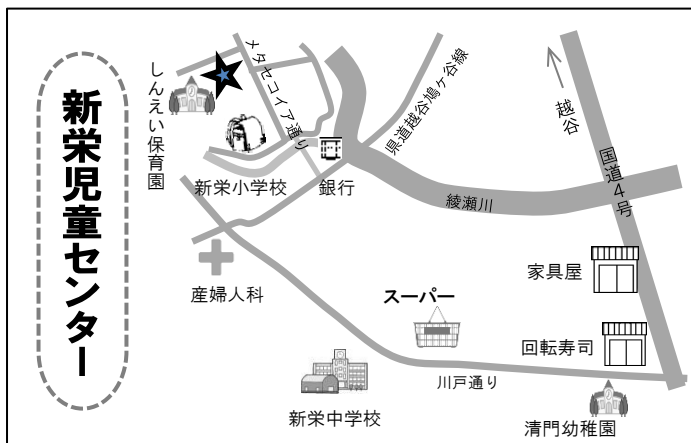 新栄児童センター
しんえい保育園
メタセコイア通り
県道越谷鳩ヶ谷線
越谷
国道4号
新栄小学校
銀行
綾瀬川
産婦人科
家具屋
スーパー
回転寿司
川戸通り
新栄中学校
清門幼稚園